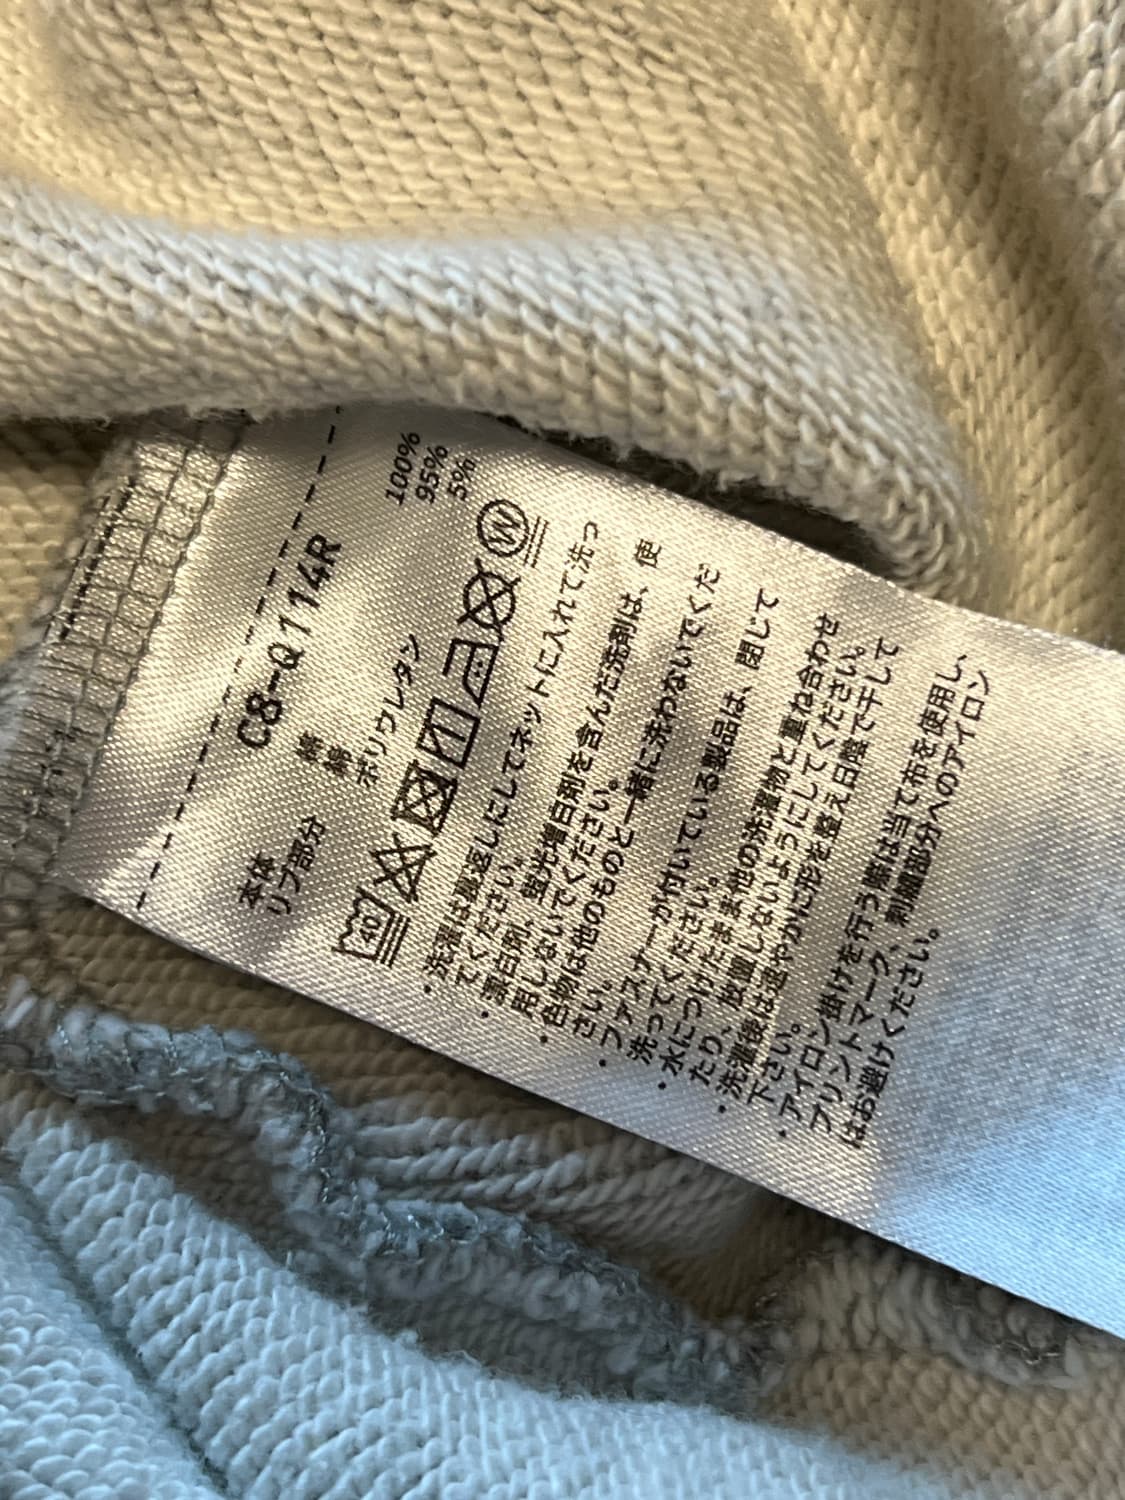 C8-Q114R
本体 綿 100%
リブ部分 綿 95%
ポリウレタン 5%
40
W
・洗濯は裏返しにしてネットに入れて洗っ
てください。
・漂白剤、蛍光増白剤を含んだ洗剤は、使
用しないでください。
・色物は他のものと一緒に洗わないでくだ
さい。
・ファスナーが付いている製品は、閉じて
洗ってください。
・水につけたまま他の洗濯物と重ね合わせ
たり、放置しないようにしてください。
・洗濯後は速やかに形を整え日陰で干して
下さい。
・アイロン掛けを行う際は当て布を使用し、
プリントマーク、刺繍部分へのアイロン
はお避けください。